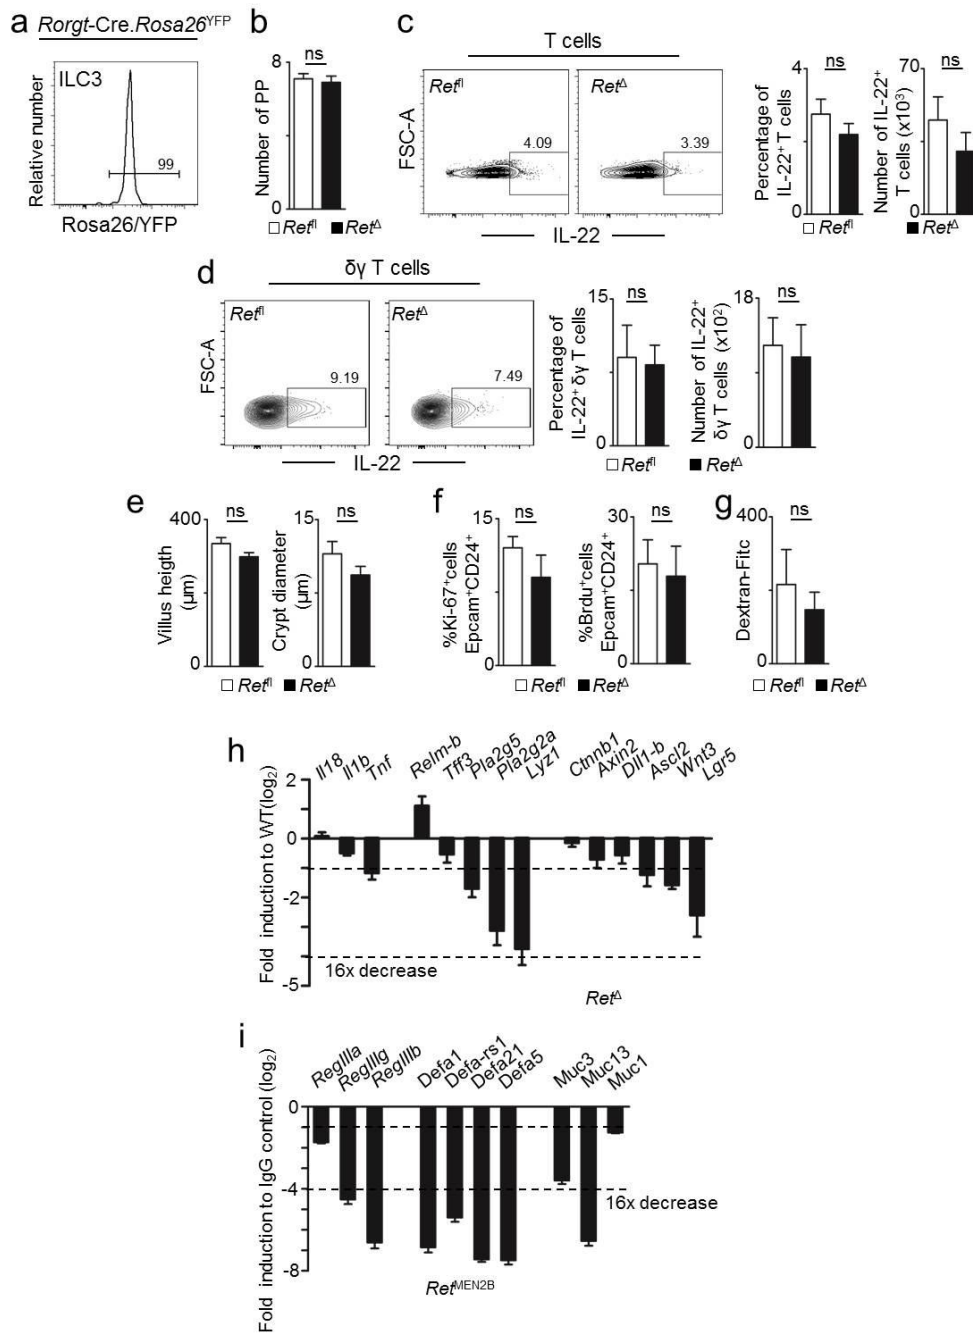 a
Rorgt-Cre.Rosa26YFP
ILC3
99
Relative number
Rosa26/YFP
b
ns
8
0
Number of PP
Retfl RetΔ
c
T cells
Retfl
RetΔ
4.09
3.39
FSC-A
IL-22
ns
4
0
Percentage of
IL-22+ T cells
ns
70
0
Number of IL-22+
T cells (x10³)
Retfl RetΔ
d
δγ T cells
Retfl
RetΔ
9.19
7.49
FSC-A
IL-22
ns
15
0
Percentage of
IL-22+ δγ T cells
ns
18
0
Number of IL-22+
δγ T cells (x10²)
Retfl RetΔ
e
ns
400
0
Villus heigth
(µm)
ns
15
0
Crypt diameter
(µm)
Retfl RetΔ
f
ns
15
0
%Ki-67+cells
Epcam+CD24+
ns
30
0
%Brdu+cells
Epcam+CD24+
Retfl RetΔ
g
ns
400
0
Dextran-Fitc
Retfl RetΔ
h
Il18 Il1b Tnf Relm-b Tff3 Pla2g5 Pla2g2a Lyz1 Ctnnb1 Axin2 Dll1-b Ascl2 Wnt3 Lgr5
2
0
-2
-5
Fold induction to WT(log2)
16x decrease
RetΔ
i
RegIIIa RegIIIg RegIIIb Defa1 Defa-rs1 Defa21 Defa5 Muc3 Muc13 Muc1
0
-4
-8
Fold induction to IgG control (log2)
16x decrease
RetMEN2B